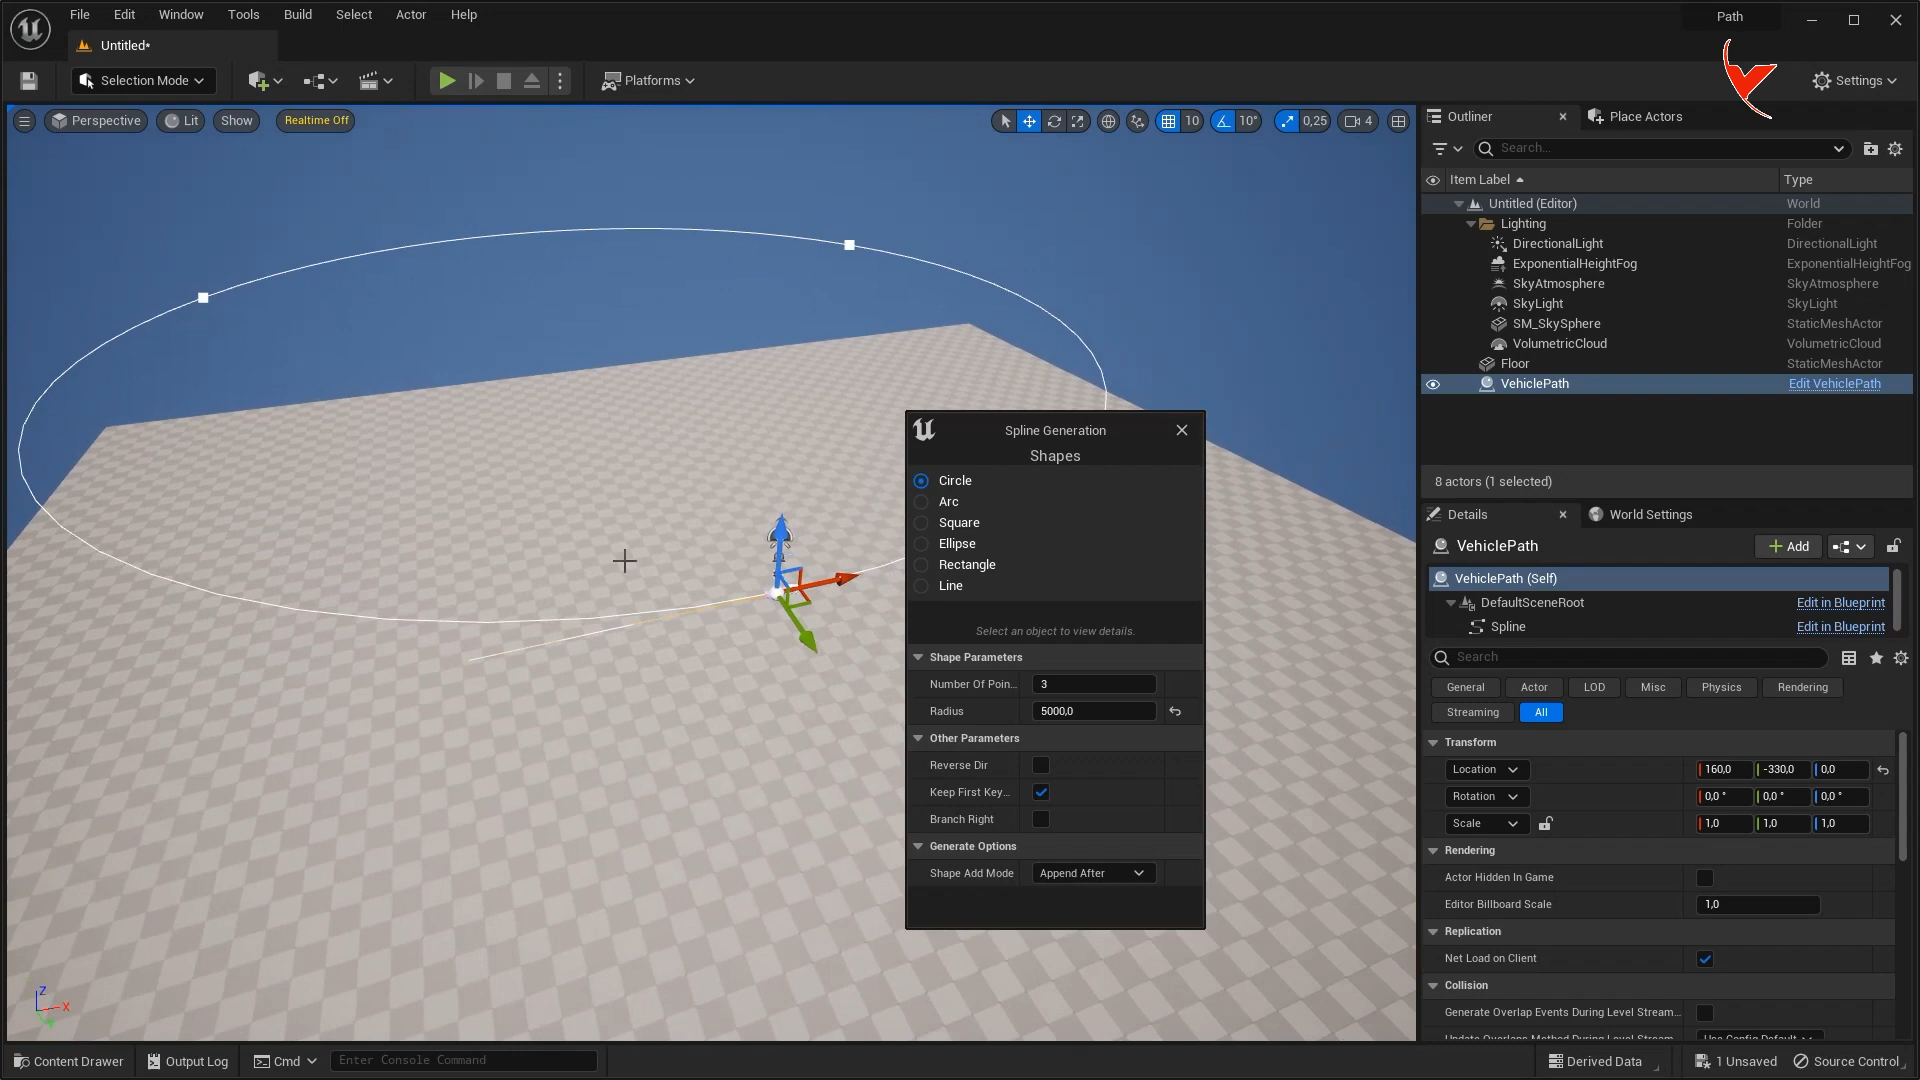 File Edit Window Tools Build Select Actor Help
Path
Untitled*
Selection Mode
Platforms
Settings
Perspective
Lit
Show
Realtime Off
10
10°
0,25
4
Outliner
Place Actors
Search...
Item Label
Type
Untitled (Editor) World
Lighting Folder
DirectionalLight DirectionalLight
ExponentialHeightFog ExponentialHeightFog
SkyAtmosphere SkyAtmosphere
SkyLight SkyLight
SM_SkySphere StaticMeshActor
VolumetricCloud VolumetricCloud
Floor StaticMeshActor
VehiclePath Edit VehiclePath
8 actors (1 selected)
Spline Generation
Shapes
Circle
Arc
Square
Ellipse
Rectangle
Line
Select an object to view details.
Shape Parameters
Number Of Poin... 3
Radius 5000,0
Other Parameters
Reverse Dir
Keep First Key...
Branch Right
Generate Options
Shape Add Mode Append After
Details
World Settings
VehiclePath
Add
VehiclePath (Self)
DefaultSceneRoot Edit in Blueprint
Spline Edit in Blueprint
Search
General Actor LOD Misc Physics Rendering
Streaming All
Transform
Location 160,0 -330,0 0,0
Rotation 0,0 ° 0,0 ° 0,0 °
Scale 1,0 1,0 1,0
Rendering
Actor Hidden In Game
Editor Billboard Scale 1,0
Replication
Net Load on Client
Collision
Generate Overlap Events During Level Stream...
Update Overlaps Method During Level Stream Use Config Default
Z
X
Y
Content Drawer
Output Log
Cmd
Enter Console Command
Derived Data
1 Unsaved
Source Control